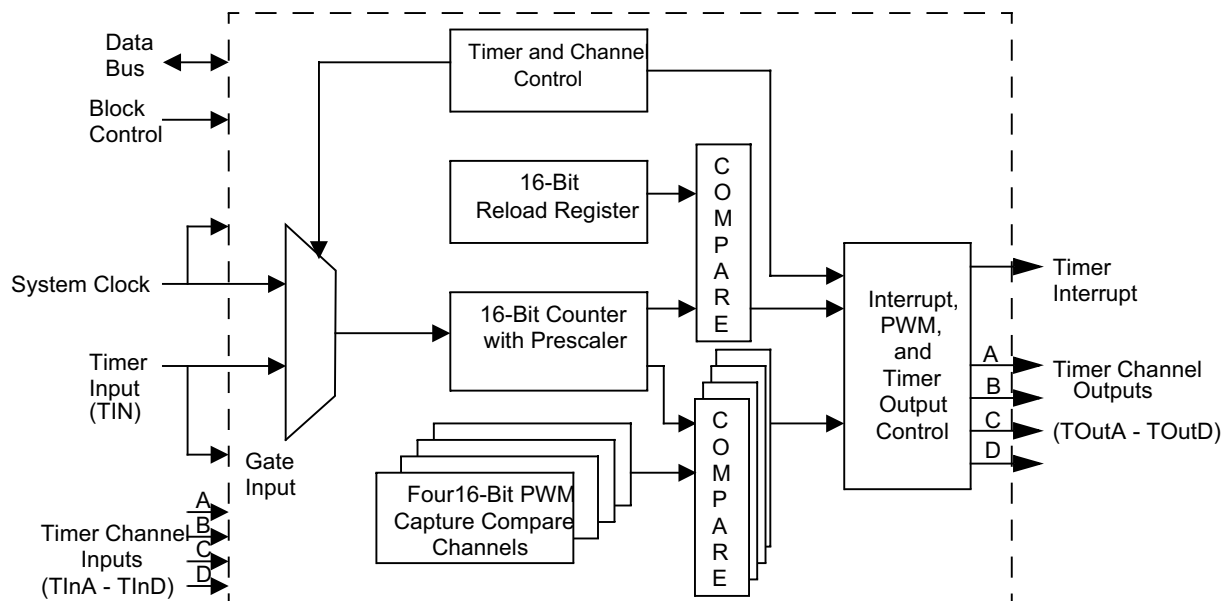 Data
Bus
Block
Control
System Clock
Timer
Input
(TIN)
Gate
Input
A
B
C
D
Timer Channel
Inputs
(TInA - TInD)
Timer and Channel
Control
16-Bit
Reload Register
16-Bit Counter
with Prescaler
Four16-Bit PWM
Capture Compare
Channels
C
O
M
P
A
R
E
C
O
M
P
A
R
E
Interrupt,
PWM,
and
Timer
Output
Control
Timer
Interrupt
A
B
C
D
Timer Channel
Outputs
(TOutA - TOutD)